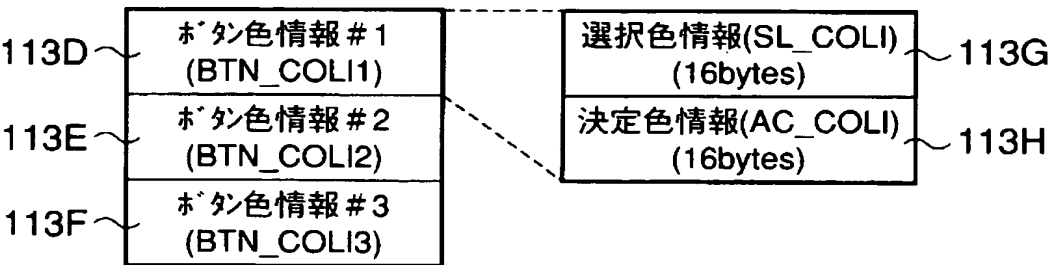 113D
ﾎﾞﾀﾝ色情報#1
(BTN_COLI1)
113E
ﾎﾞﾀﾝ色情報#2
(BTN_COLI2)
113F
ﾎﾞﾀﾝ色情報#3
(BTN_COLI3)
選択色情報(SL_COLI)
(16bytes)
113G
決定色情報(AC_COLI)
(16bytes)
113H